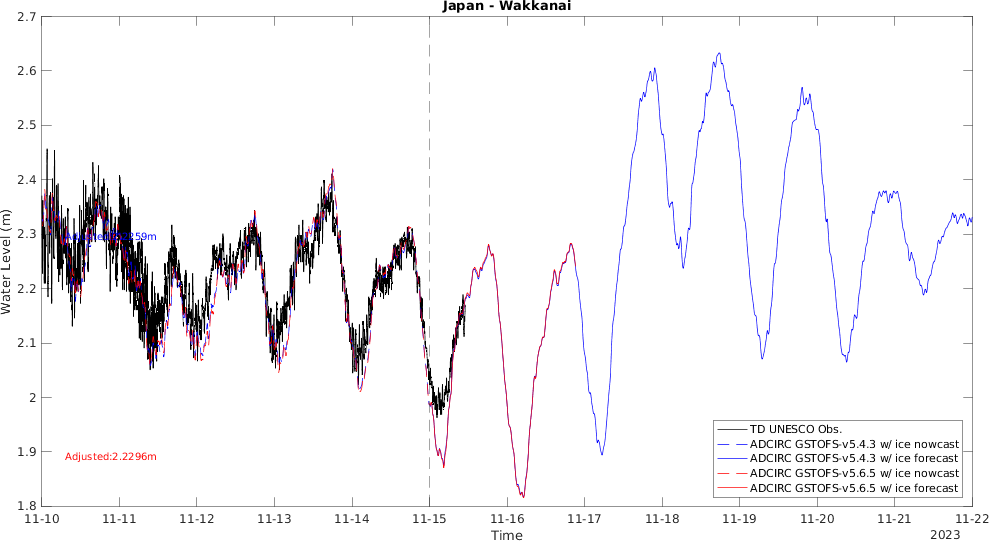 Japan - Wakkanai
Water Level (m)
2.7
2.6
2.5
2.4
2.3
2.2
2.1
2
1.9
1.8
Adjusted:2.2296m
11-10
11-11
11-12
11-13
11-14
11-15
11-16
11-17
11-18
11-19
11-20
11-21
11-22
Time
2023
TD UNESCO Obs.
ADCIRC GSTOFS-v5.4.3 w/ ice nowcast
ADCIRC GSTOFS-v5.4.3 w/ ice forecast
ADCIRC GSTOFS-v5.6.5 w/ ice nowcast
ADCIRC GSTOFS-v5.6.5 w/ ice forecast